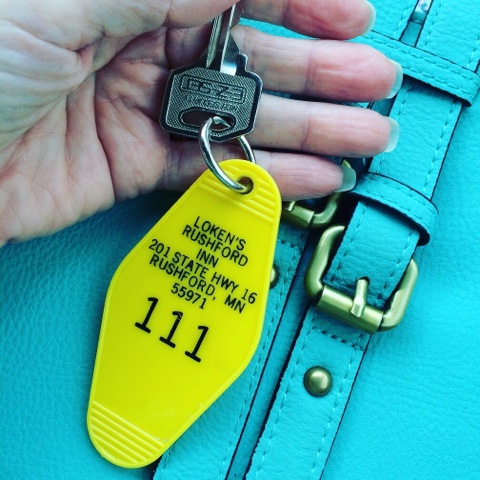 LOKEN'S
RUSHFORD
INN
201 STATE HWY 16
RUSHFORD, MN
55971
111